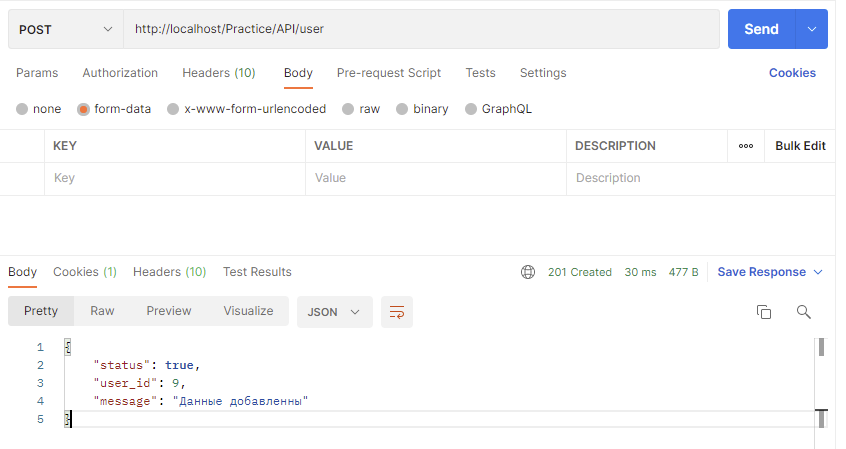 POST http://localhost/Practice/API/user Send
Params Authorization Headers (10) Body Pre-request Script Tests Settings Cookies
none form-data x-www-form-urlencoded raw binary GraphQL
KEY VALUE DESCRIPTION ooo Bulk Edit
Key Value Description
Body Cookies (1) Headers (10) Test Results 201 Created 30 ms 477 B Save Response
Pretty Raw Preview Visualize JSON
1 {
2 "status": true,
3 "user_id": 9,
4 "message": "Данные добавленны"
5 }